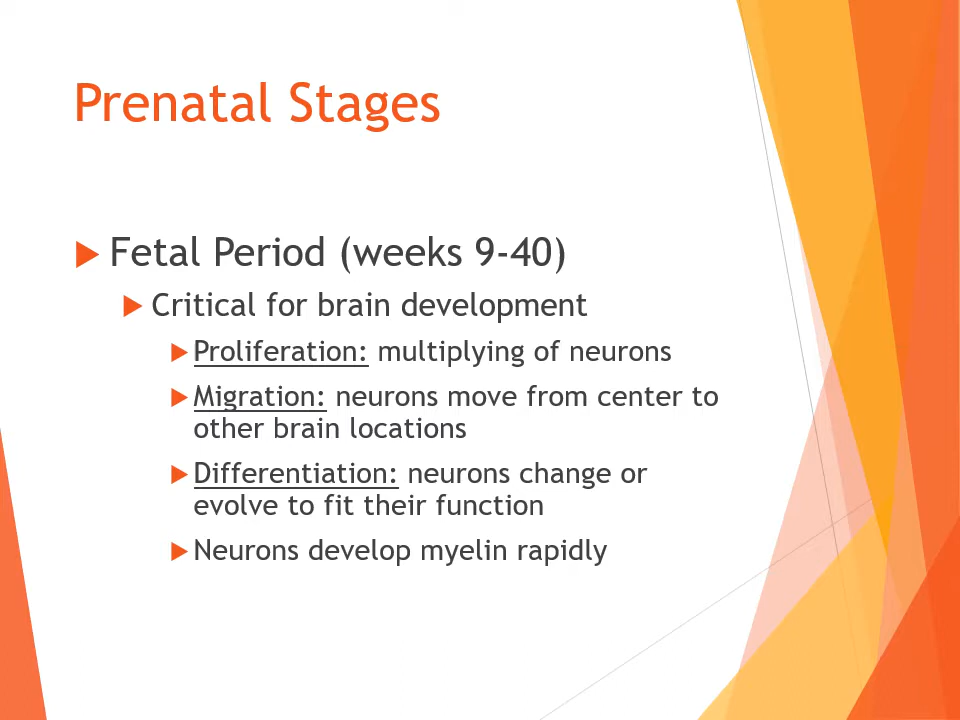 Prenatal Stages
Fetal Period (weeks 9-40)
Critical for brain development
Proliferation: multiplying of neurons
Migration: neurons move from center to
other brain locations
Differentiation: neurons change or
evolve to fit their function
Neurons develop myelin rapidly